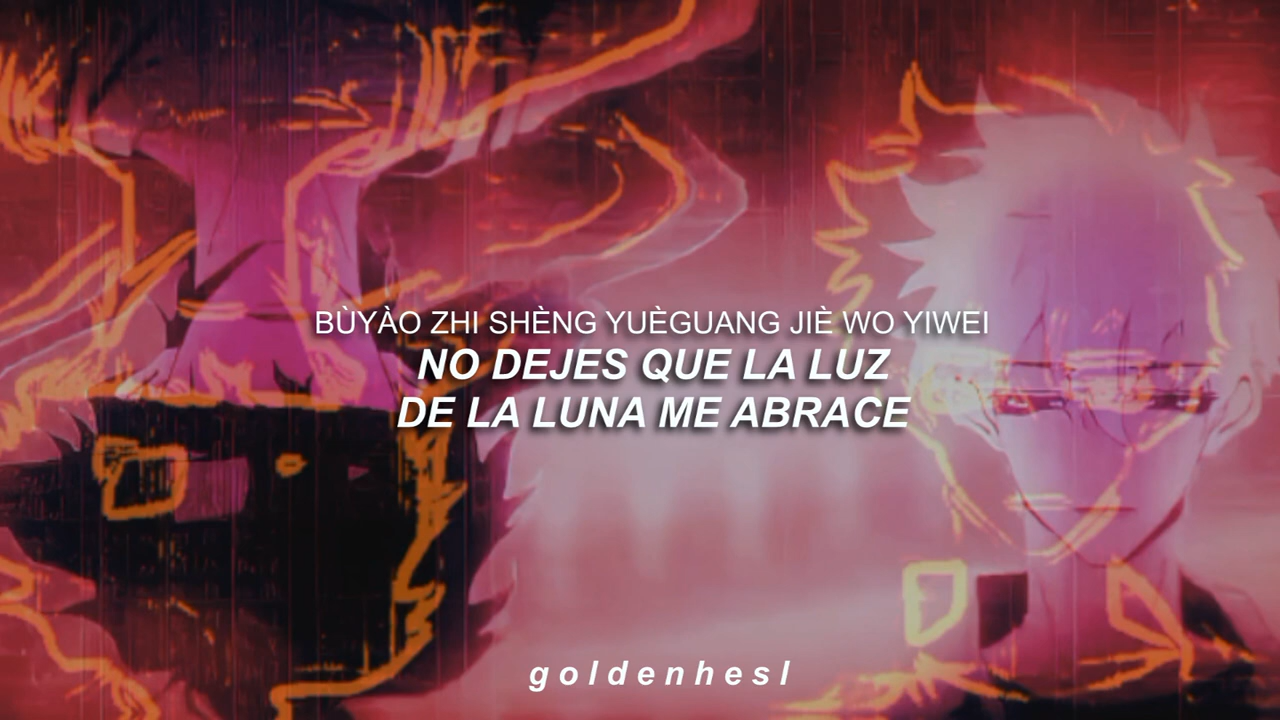 BÙYÀO ZHI SHÈNG YUÈGUANG JIÈ WO YIWEI
NO DEJES QUE LA LUZ
DE LA LUNA ME ABRACE
goldenhesl